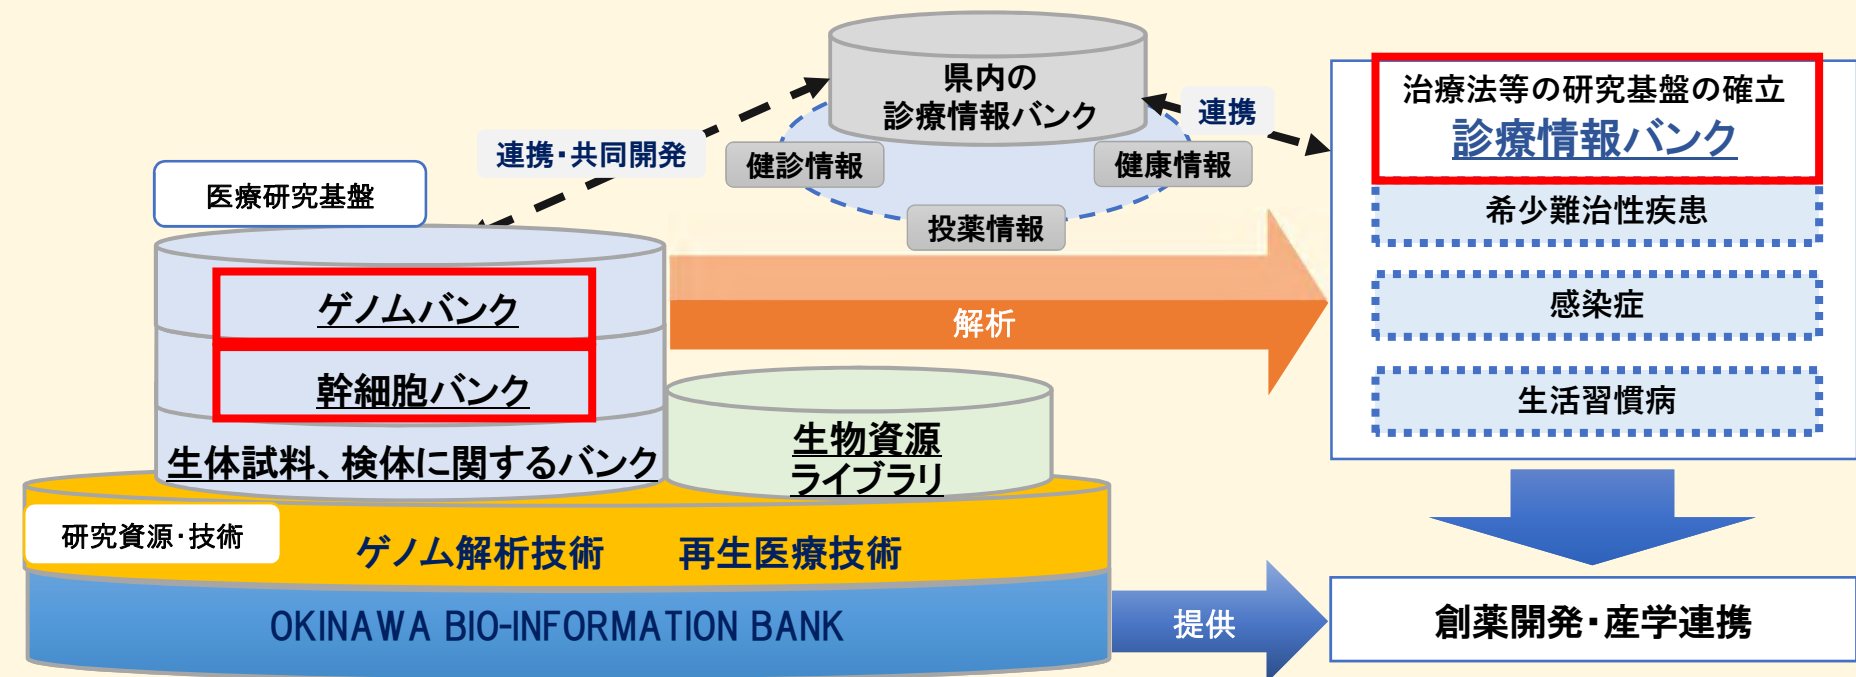 県内の
診療情報バンク
連携
連携・共同開発
健診情報
健康情報
投薬情報
治療法等の研究基盤の確立
診療情報バンク
希少難治性疾患
感染症
生活習慣病
医療研究基盤
ゲノムバンク
幹細胞バンク
生体試料、検体に関するバンク
解析
生物資源
ライブラリ
研究資源・技術
ゲノム解析技術 再生医療技術
OKINAWA BIO-INFORMATION BANK
提供
創薬開発・産学連携